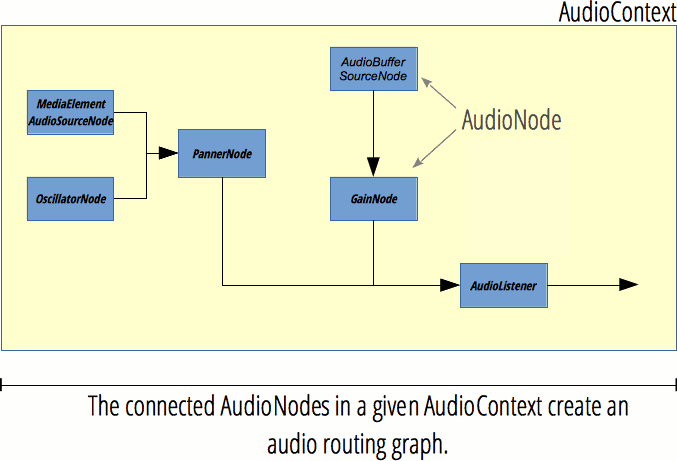 AudioContext
AudioBuffer
SourceNode
MediaElement
AudioSourceNode
AudioNode
PannerNode
OscillatorNode
GainNode
AudioListener
The connected AudioNodes in a given AudioContext create an
audio routing graph.